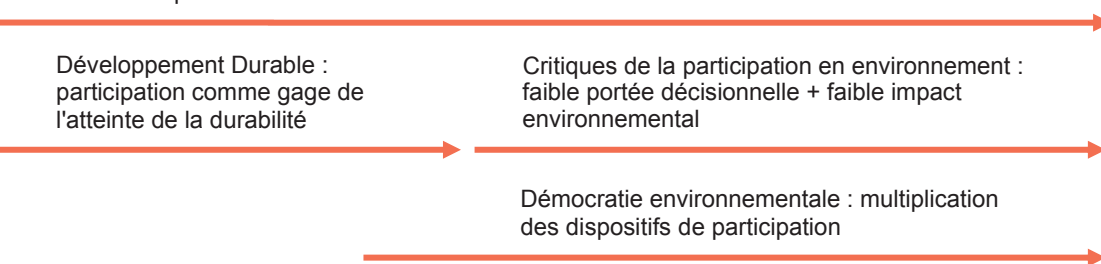 Développement Durable :
participation comme gage de
l'atteinte de la durabilité
Critiques de la participation en environnement :
faible portée décisionnelle + faible impact
environnemental
Démocratie environnementale : multiplication
des dispositifs de participation